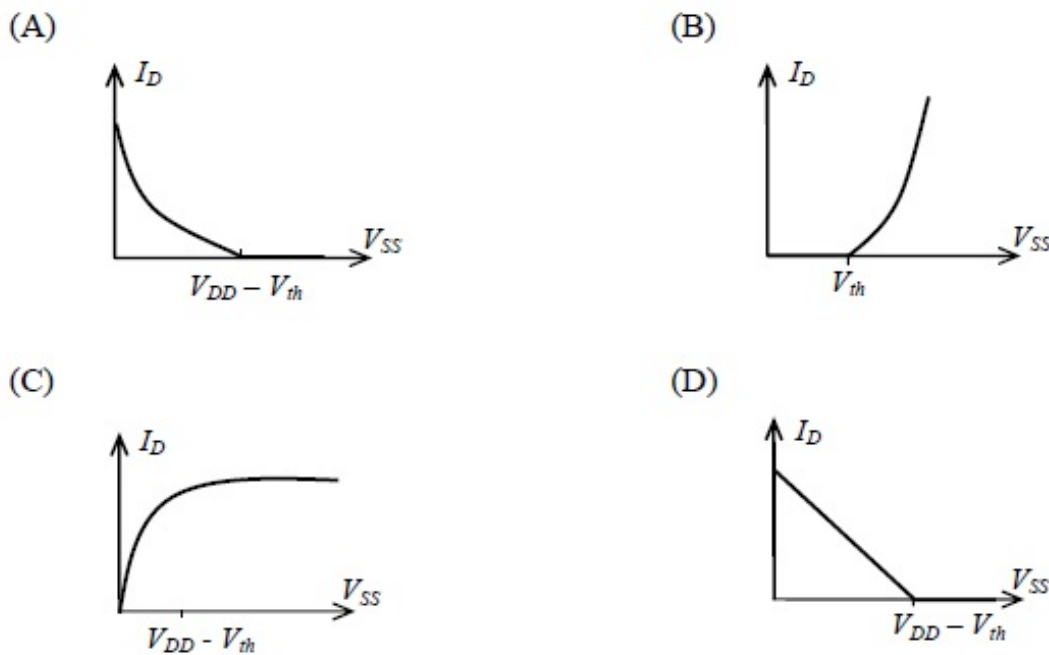 (A) (B)
I_D I_D
V_SS V_SS
V_DD – V_th V_th
(C) (D)
I_D I_D
V_SS V_SS
V_DD - V_th V_DD – V_th